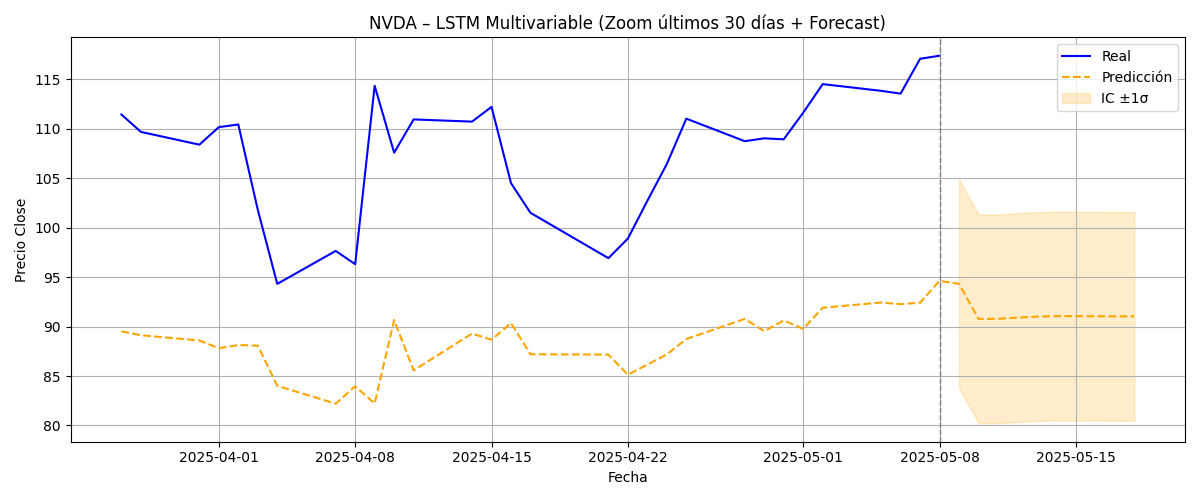 NVDA – LSTM Multivariable (Zoom últimos 30 días + Forecast)
Real
Predicción
IC ±1σ
Precio Close
115
110
105
100
95
90
85
80
2025-04-01
2025-04-08
2025-04-15
2025-04-22
2025-05-01
2025-05-08
2025-05-15
Fecha